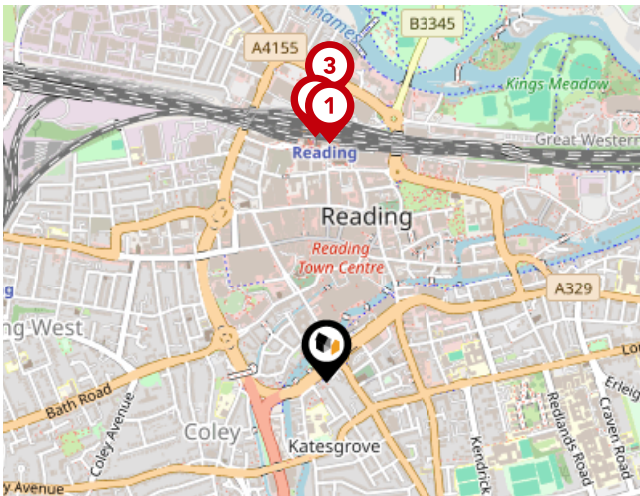 Thames
B3345
A4155
3
1
Kings Meadow
Great Western
Reading
Reading
Reading
Town Centre
A329
g
ng West
Bath Road
Coley Avenue
Coley
Katesgrove
Kendrick
Redlands Road
Craven Road
Erleig
Lon
y Avenue